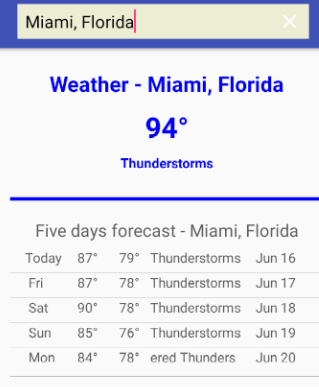 Miami, Florida
Weather - Miami, Florida
94°
Thunderstorms
Five days forecast - Miami, Florida
Today 87° 79° Thunderstorms Jun 16
Fri 87° 78° Thunderstorms Jun 17
Sat 90° 78° Thunderstorms Jun 18
Sun 85° 76° Thunderstorms Jun 19
Mon 84° 78° ered Thunders Jun 20